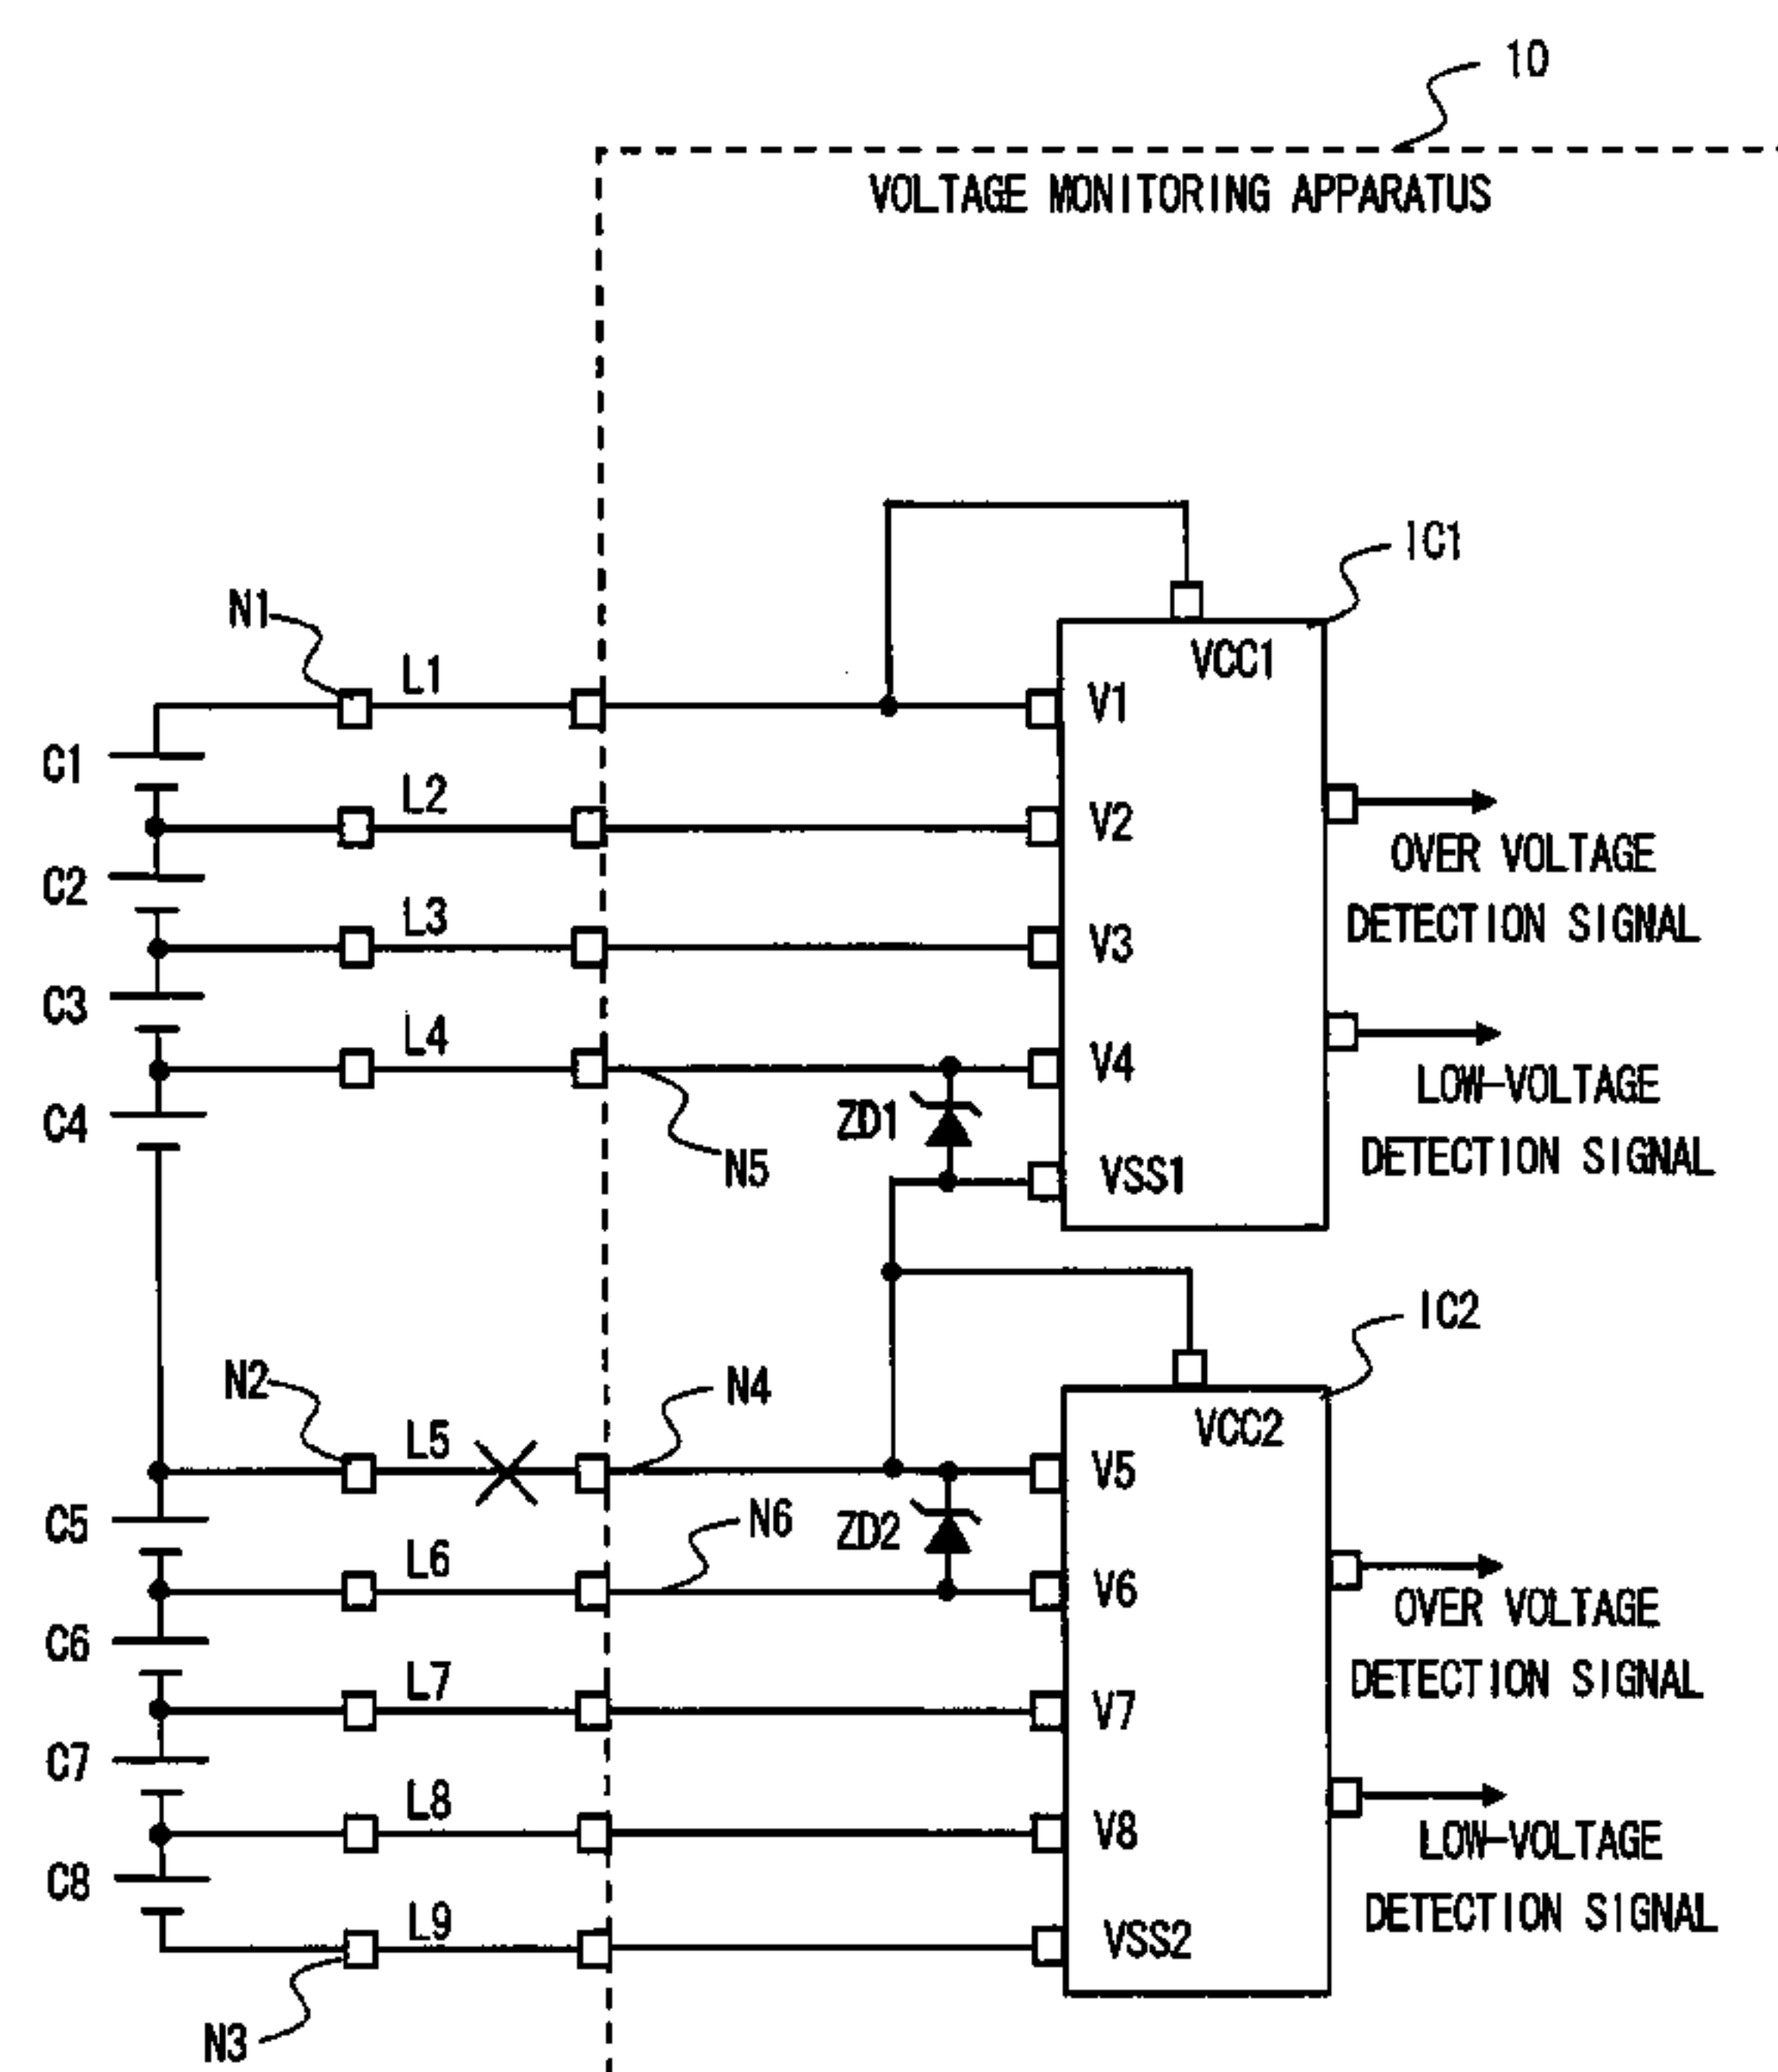 10
VOLTAGE MONITORING APPARATUS
IC1
N1
L1
VCC1
V1
C1
L2
V2
OVER VOLTAGE
DETECTION SIGNAL
C2
L3
V3
C3
L4
V4
LOW-VOLTAGE
DETECTION SIGNAL
C4
ZD1
N5
VSS1
IC2
N2
N4
L5
VCC2
V5
C5
N6
ZD2
L6
V6
OVER VOLTAGE
DETECTION SIGNAL
C6
L7
V7
C7
L8
V8
LOW-VOLTAGE
DETECTION SIGNAL
C8
L9
VSS2
N3